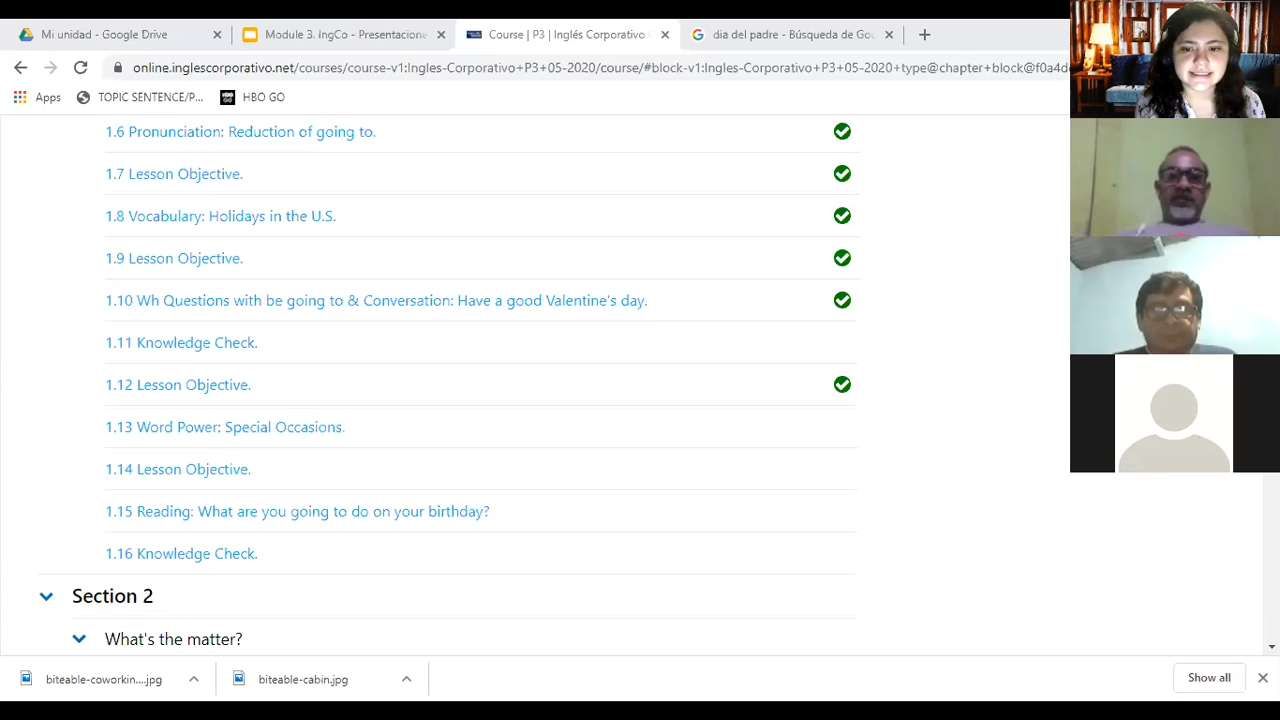 Mi unidad - Google Drive
Module 3. IngCo - Presentacione
Course | P3 | Inglés Corporativo
dia del padre - Búsqueda de Goo
online.inglescorporativo.net/courses/course-v1:Ingles-Corporativo+P3+05-2020/course/#block-v1:Ingles-Corporativo+P3+05-2020+type@chapter+block@f0a4d
Apps
TOPIC SENTENCE/P...
HBO GO
1.6 Pronunciation: Reduction of going to.
1.7 Lesson Objective.
1.8 Vocabulary: Holidays in the U.S.
1.9 Lesson Objective.
1.10 Wh Questions with be going to & Conversation: Have a good Valentine's day.
1.11 Knowledge Check.
1.12 Lesson Objective.
1.13 Word Power: Special Occasions.
1.14 Lesson Objective.
1.15 Reading: What are you going to do on your birthday?
1.16 Knowledge Check.
Section 2
What's the matter?
biteable-coworkin....jpg
biteable-cabin.jpg
Show all